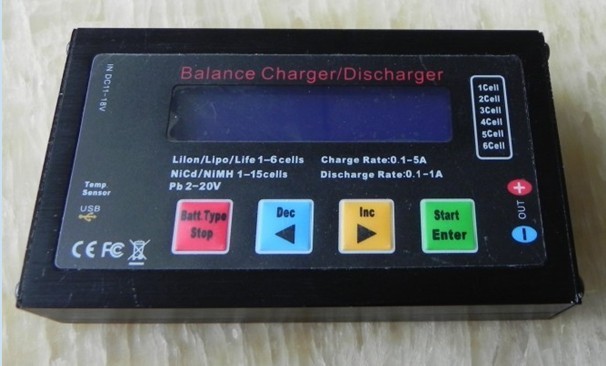 IN DC11-18V
Balance Charger/Discharger
1Cell
2Cell
3Cell
4Cell
5Cell
6Cell
LiIon/Lipo/Life 1-6cells
Charge Rate:0.1-5A
NiCd/NiMH 1-15cells
Discharge Rate:0.1-1A
Pb 2-20V
Temp.
Sensor
USB
Batt.Type
Stop
Dec
Inc
Start
Enter
+
OUT
-
CE FC